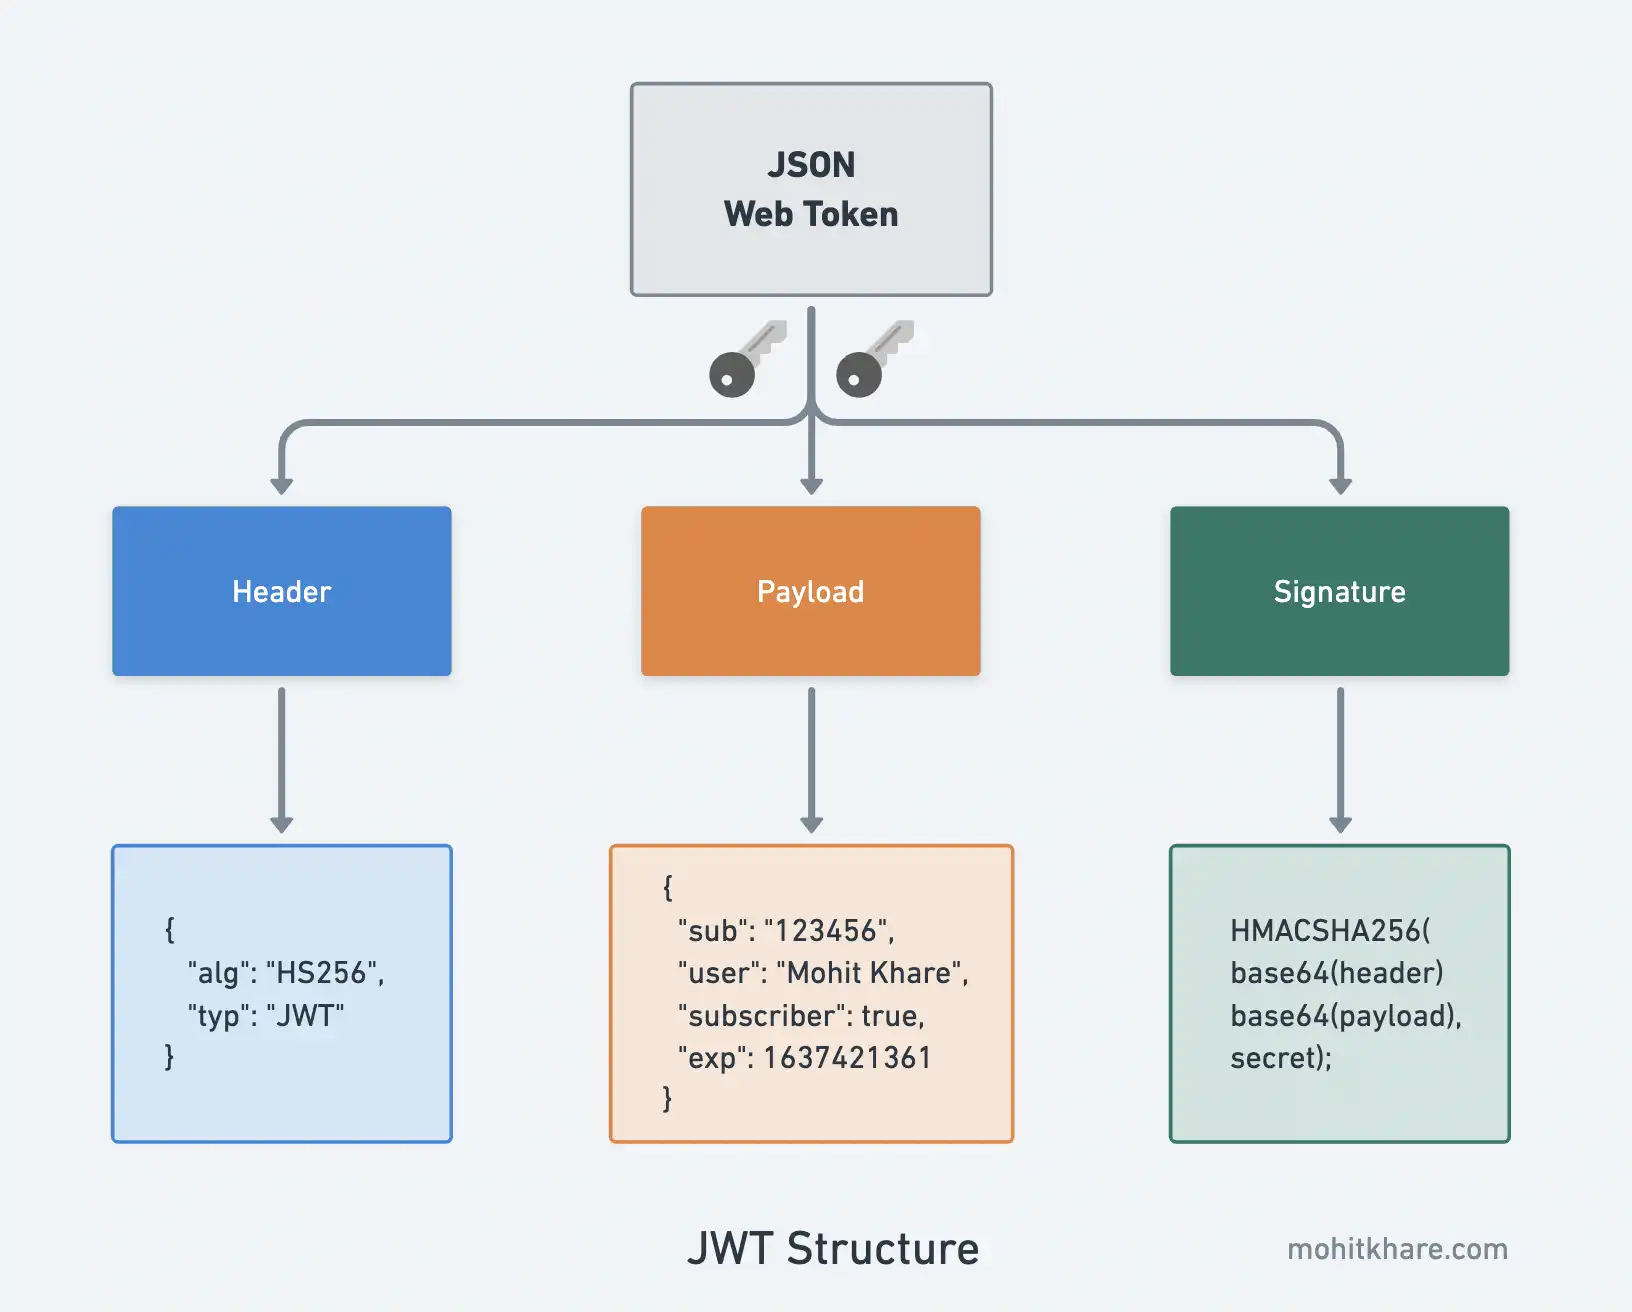 JSON
Web Token
Header
Payload
Signature
{
"alg": "HS256",
"typ": "JWT"
}
{
"sub": "123456",
"user": "Mohit Khare",
"subscriber": true,
"exp": 1637421361
}
HMACSHA256(
base64(header)
base64(payload),
secret);
JWT Structure
mohitkhare.com